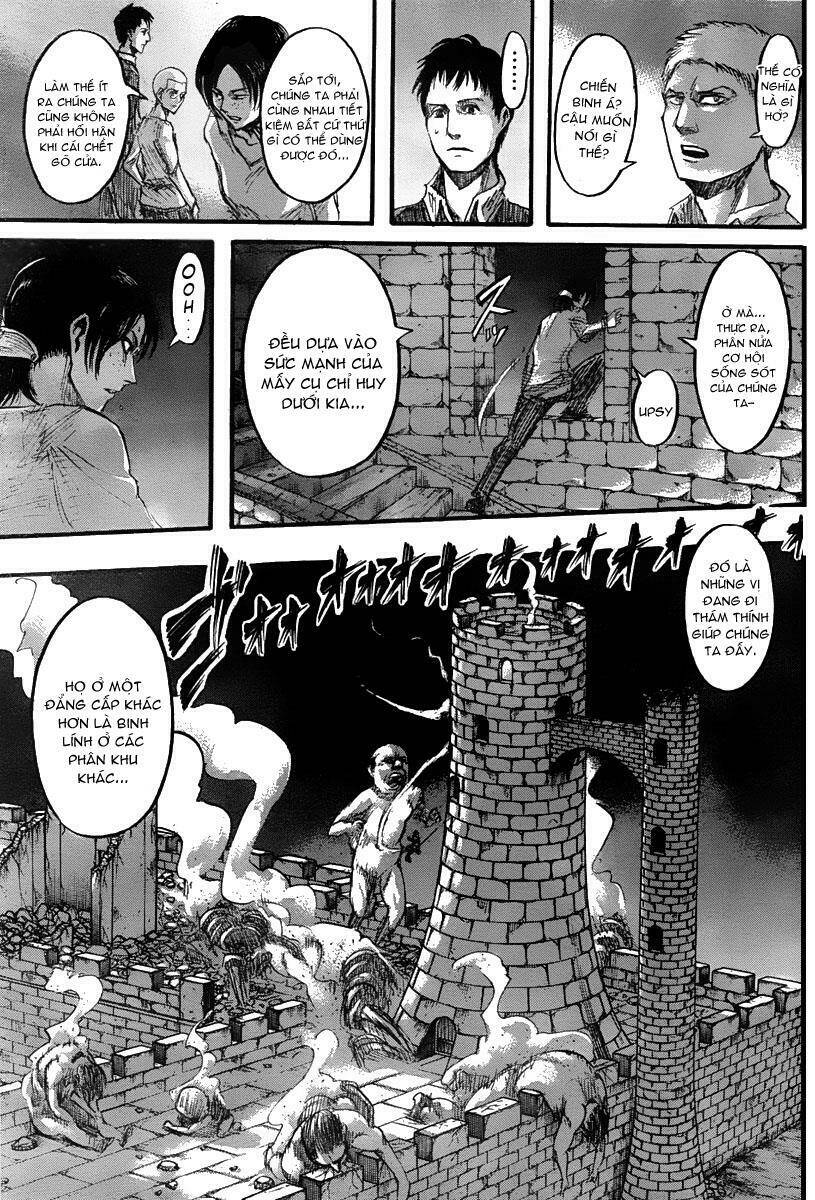 THẾ CÓ
NGHĨA LÀ
GÌ
HỞ?
CHIẾN
BINH Á?
CẬU MUỐN
NÓI GÌ
THẾ?
......
SẮP TỚI,
CHÚNG TA PHẢI
CÙNG NHAU TIẾT
KIỆM BẤT CỨ THỨ
GÌ CÓ THỂ DÙNG
ĐƯỢC ĐÓ...
LÀM THẾ ÍT
RA CHÚNG TA
CŨNG KHÔNG
PHẢI HỐI HẬN
KHI CÁI CHẾT
GÕ CỬA.
Ở MÀ...
THỰC RA,
PHÂN NỬA
CƠ HỘI
SỐNG SÓT
CỦA CHÚNG
TA-
UPSY
ĐỀU DỰA VÀO
SỨC MẠNH CỦA
MẤY CỤ CHỈ HUY
DƯỚI KIA...
OOH...
ĐÓ LÀ
NHỮNG VỊ
ĐANG ĐI
THÁM THÍNH
GIÚP CHÚNG
TA ĐẤY.
HỌ Ở MỘT
ĐẲNG CẤP KHÁC
HƠN LÀ BINH
LÍNH Ở CÁC
PHÂN KHU
KHÁC...